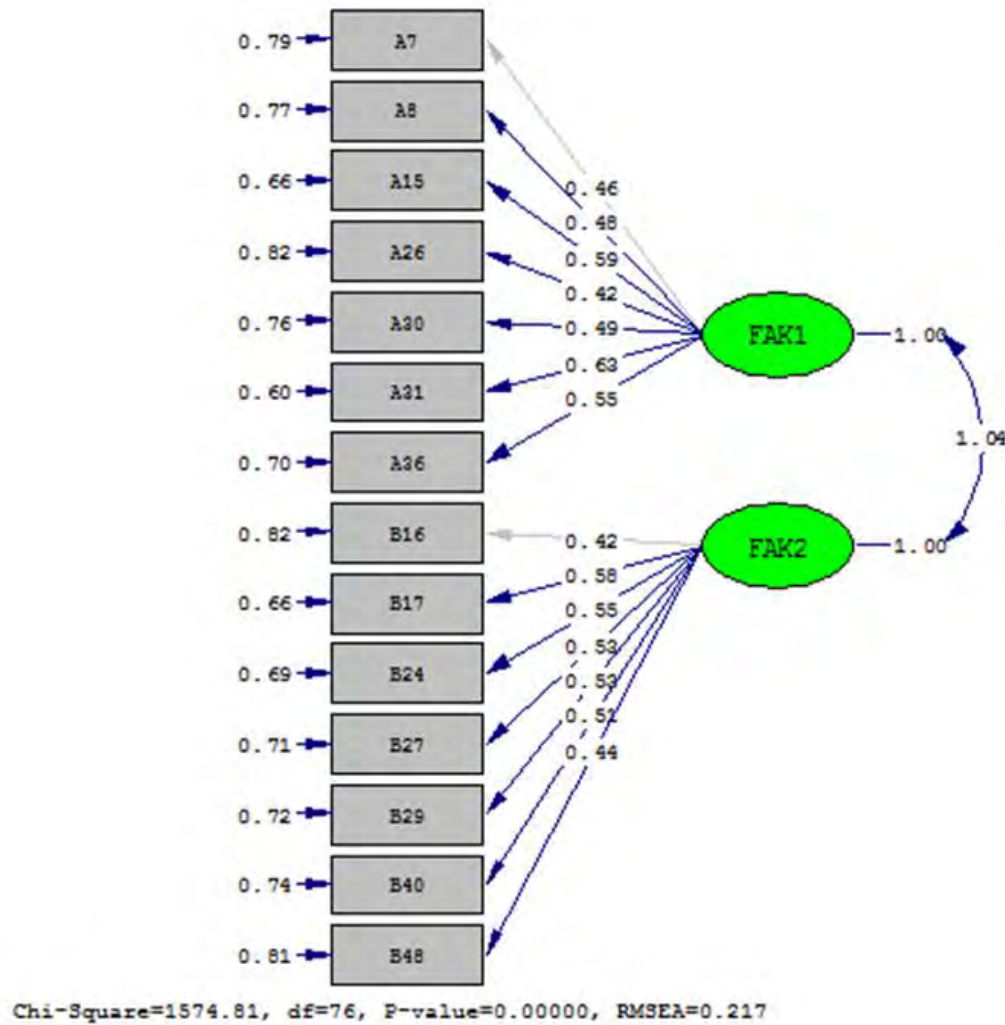 0.79 A7
0.77 A8
0.66 A15
0.82 A26
0.76 A30
0.60 A31
0.70 A36
0.82 B16
0.66 B17
0.69 B24
0.71 B27
0.72 B29
0.74 B40
0.81 B48
0.46
0.48
0.59
0.42
0.49
0.63
0.55
0.42
0.58
0.55
0.53
0.53
0.51
0.44
FAK1 1.00
1.04
FAK2 1.00
Chi-Square=1574.81, df=76, P-value=0.00000, RMSEA=0.217